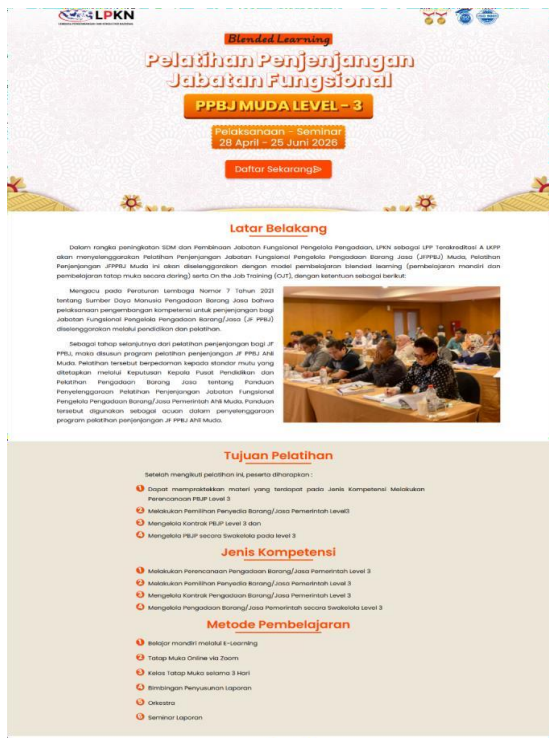 LPKN
Blended Learning
Pelatihan Penjenjangan
Jabatan Fungsional
PPBJ MUDA LEVEL - 3
Pelaksanaan - Seminar
28 April - 25 Juni 2026
Daftar Sekarang
Latar Belakang
Dalam rangka peningkatan SDM dan Pembinaan Jabatan Fungsional Pengelola Pengadaan, LPKN sebagai LPP Terakreditasi A LKPP
akan menyelenggarakan Pelatihan Penjenjangan Jabatan Fungsional Pengelola Pengadaan Barang Jasa (JFPPBJ) Muda, Pelatihan
Penjenjangan JFPPBJ Muda ini akan diselenggarakan dengan model pembelajaran blended learning (pembelajaran mandiri dan
pembelajaran tatap muka secara daring) serta On the Job Training (OJT), dengan ketentuan sebagai berikut:
Mengacu pada Peraturan Lembaga Nomor 7 Tahun 2021
tentang Sumber Daya Manusia Pengadaan Barang Jasa bahwa
pelaksanaan pengembangan kompetensi untuk penjenjangan bagi
Jabatan Fungsional Pengelola Pengadaan Barang/Jasa (JF PPBJ)
diselenggarakan melalui pendidikan dan pelatihan.
Sebagai tahap selanjutnya dari pelatihan penjenjangan bagi JF
PPBJ, maka disusun program pelatihan penjenjangan JF PPBJ Ahli
Muda. Pelatihan tersebut berpedoman kepada standar mutu yang
ditetapkan melalui Keputusan Kepala Pusat Pendidikan dan
Pelatihan Pengadaan Barang Jasa tentang Panduan
Penyelenggaraan Pelatihan Penjenjangan Jabatan Fungsional
Pengelola Pengadaan Barang/Jasa Pemerintah Ahli Muda. Panduan
tersebut digunakan sebagai acuan dalam penyelenggaraan
program pelatihan penjenjangan JF PPBJ Ahli Muda.
Tujuan Pelatihan
Setelah mengikuti pelatihan ini, peserta diharapkan :
1 Dapat mempraktekkan materi yang terdapat pada Jenis Kompetensi Melakukan
Perencanaan PBJP Level 3
2 Melakukan Pemilihan Penyedia Barang/Jasa Pemerintah Level3
3 Mengelola Kontrak PBJP Level 3 dan
4 Mengelola PBJP secara Swakelola pada level 3
Jenis Kompetensi
1 Melakukan Perencanaan Pengadaan Barang/Jasa Pemerintah Level 3
2 Melakukan Pemilihan Penyedia Barang/Jasa Pemerintah Level 3
3 Mengelola Kontrak Pengadaan Barang/Jasa Pemerintah Level 3
4 Mengelola Pengadaan Barang/Jasa Pemerintah secara Swakelola Level 3
Metode Pembelajaran
1 Belajar mandiri melalui E-Learning
2 Tatap Muka Online via Zoom
3 Kelas Tatap Muka selama 3 Hari
4 Bimbingan Penyusunan Laporan
5 Orkestra
6 Seminar Laporan